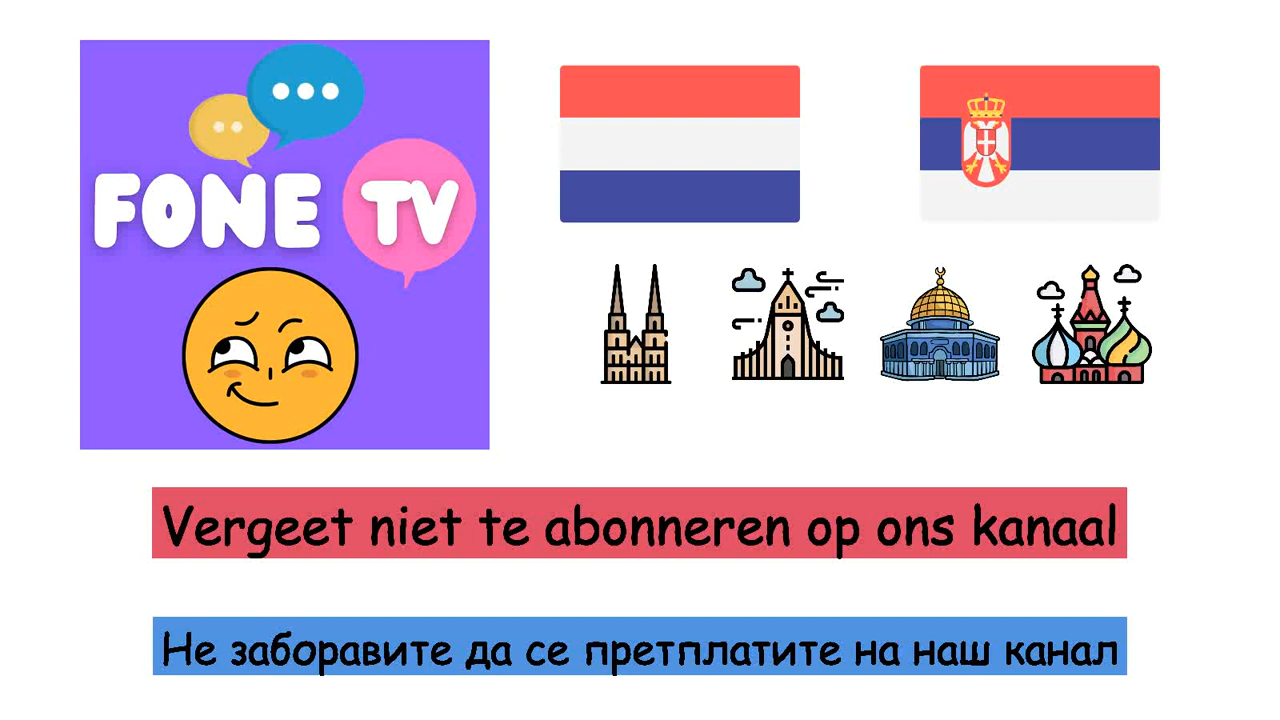 FONE TV
Vergeet niet te abonneren op ons kanaal
Не заборавите да се претплатите на наш канал